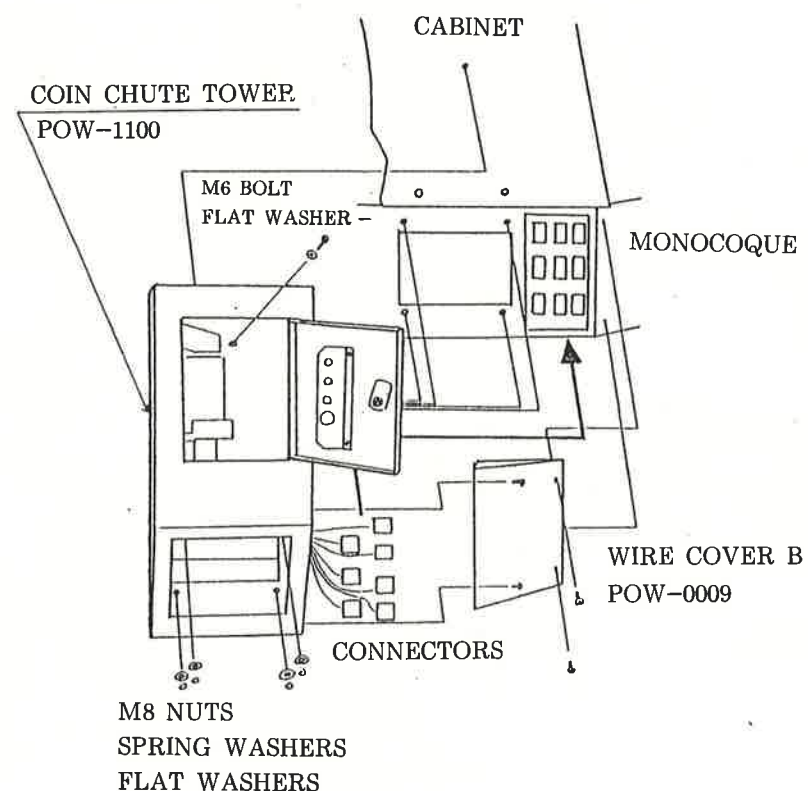 CABINET
COIN CHUTE TOWER
POW-1100
M6 BOLT
FLAT WASHER
MONOCOQUE
WIRE COVER B
POW-0009
CONNECTORS
M8 NUTS
SPRING WASHERS
FLAT WASHERS